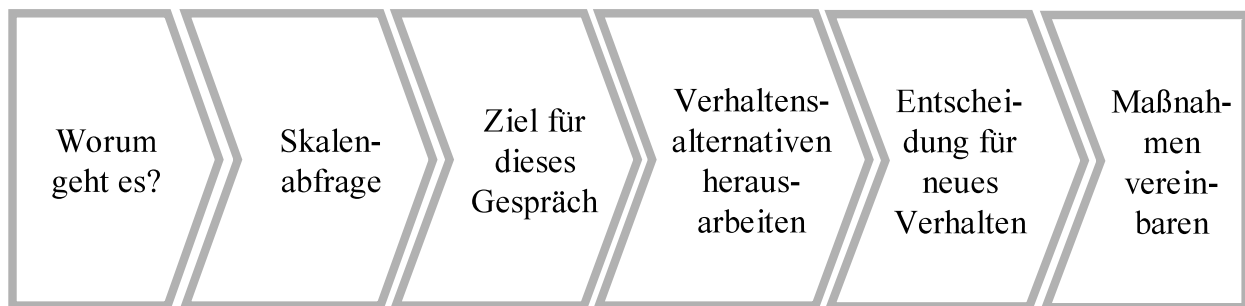 Worum
geht es?
Skalen-
abfrage
Ziel für
dieses
Gespräch
Verhaltens-
alternativen
heraus-
arbeiten
Entschei-
dung für
neues
Verhalten
Maßnah-
men
verein-
baren